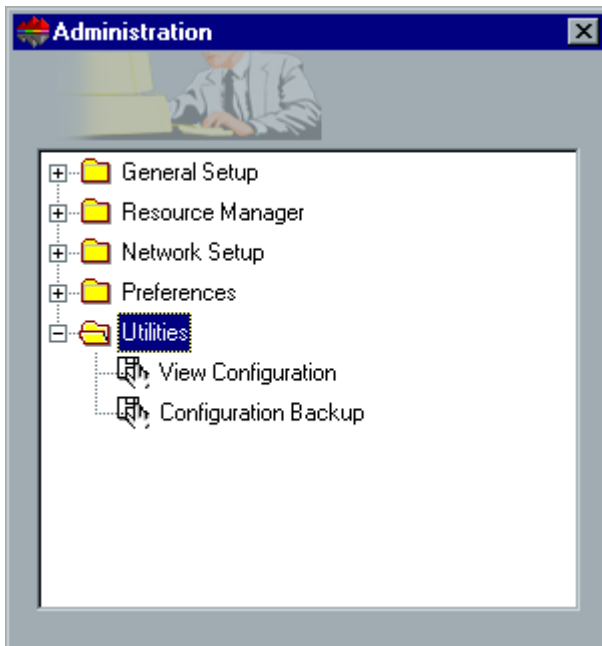 Administration
General Setup
Resource Manager
Network Setup
Preferences
Utilities
View Configuration
Configuration Backup